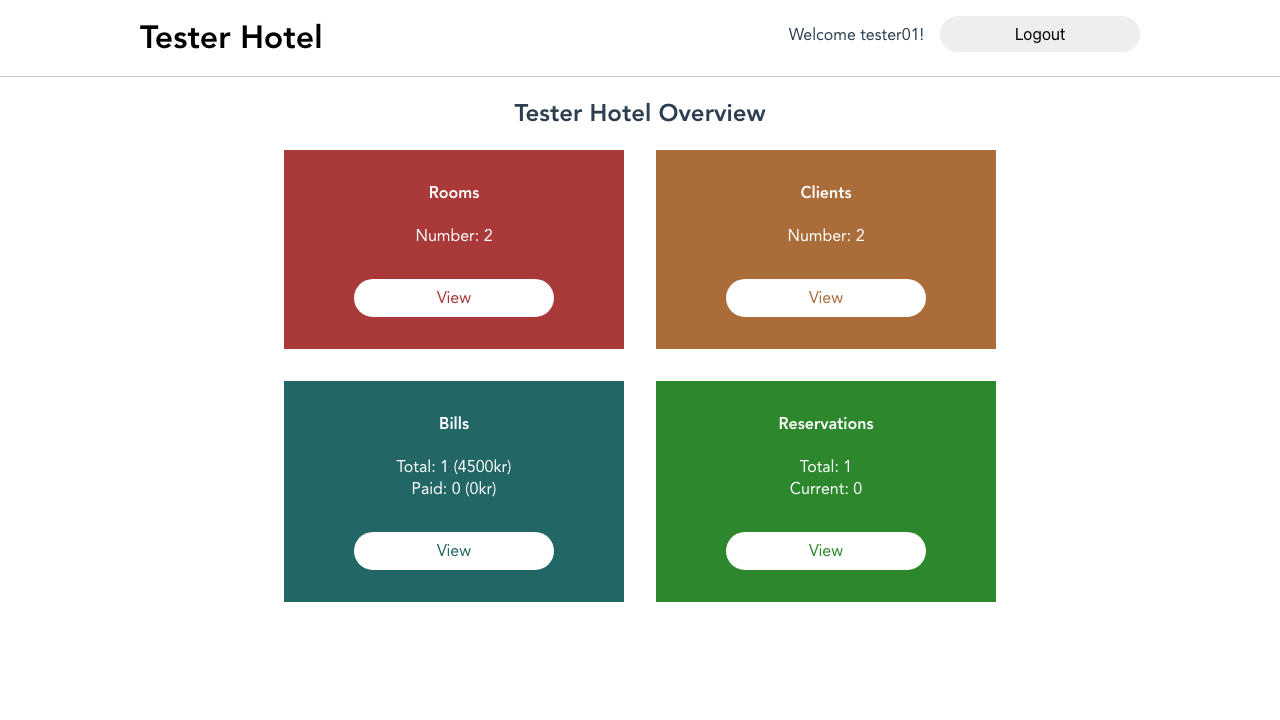 Tester Hotel
Welcome tester01!
Logout
Tester Hotel Overview
Rooms
Number: 2
View
Clients
Number: 2
View
Bills
Total: 1 (4500kr)
Paid: 0 (0kr)
View
Reservations
Total: 1
Current: 0
View